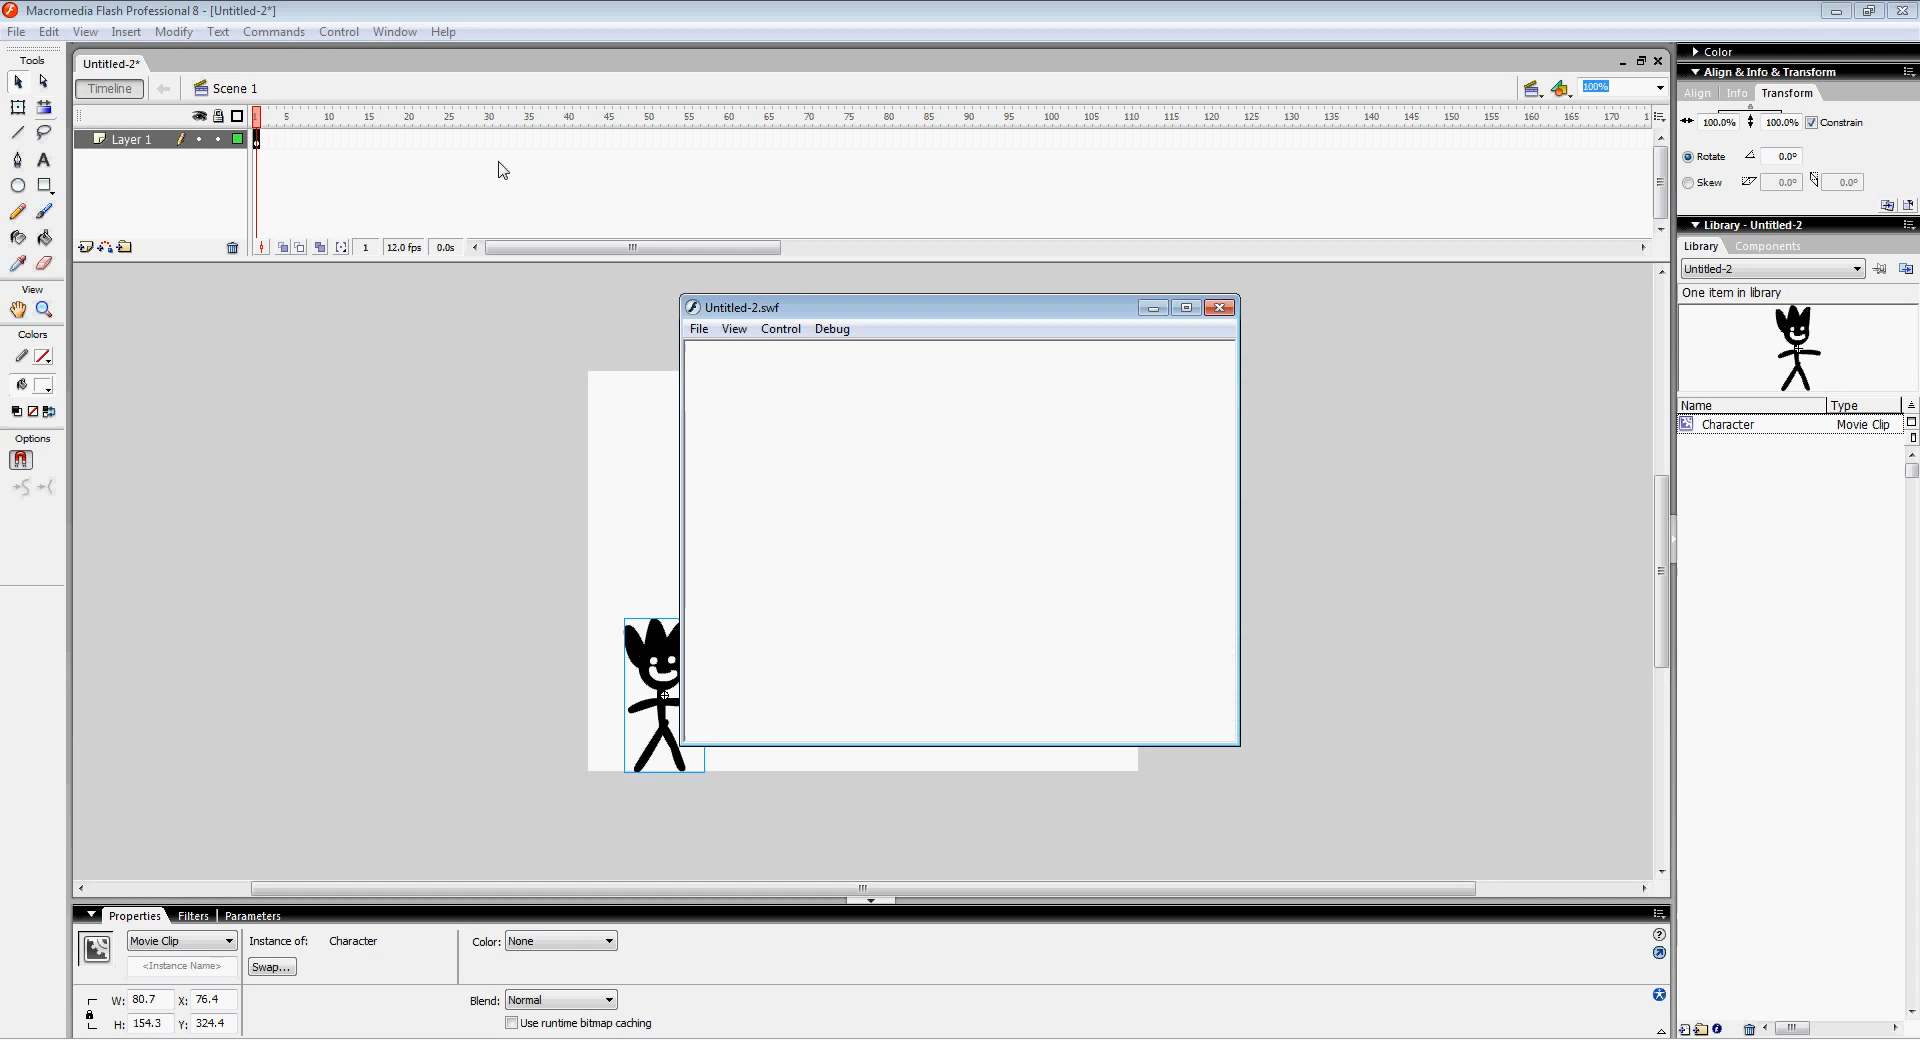 Macromedia Flash Professional 8 - [Untitled-2*]
File Edit View Insert Modify Text Commands Control Window Help
Tools
Untitled-2*
Timeline
Scene 1
100%
1 5 10 15 20 25 30 35 40 45 50 55 60 65 70 75 80 85 90 95 100 105 110 115 120 125 130 135 140 145 150 155 160 165 170 1
Layer 1
1 12.0 fps 0.0s
View
Colors
Options
Untitled-2.swf
File View Control Debug
Color
Align & Info & Transform
Align Info Transform
100.0% 100.0% Constrain
Rotate 0.0°
Skew 0.0° 0.0°
Library - Untitled-2
Library Components
Untitled-2
One item in library
Name Type
Character Movie Clip
Properties Filters Parameters
Movie Clip Instance of: Character Color: None
<Instance Name> Swap...
W: 80.7 X: 76.4 Blend: Normal
H: 154.3 Y: 324.4 Use runtime bitmap caching